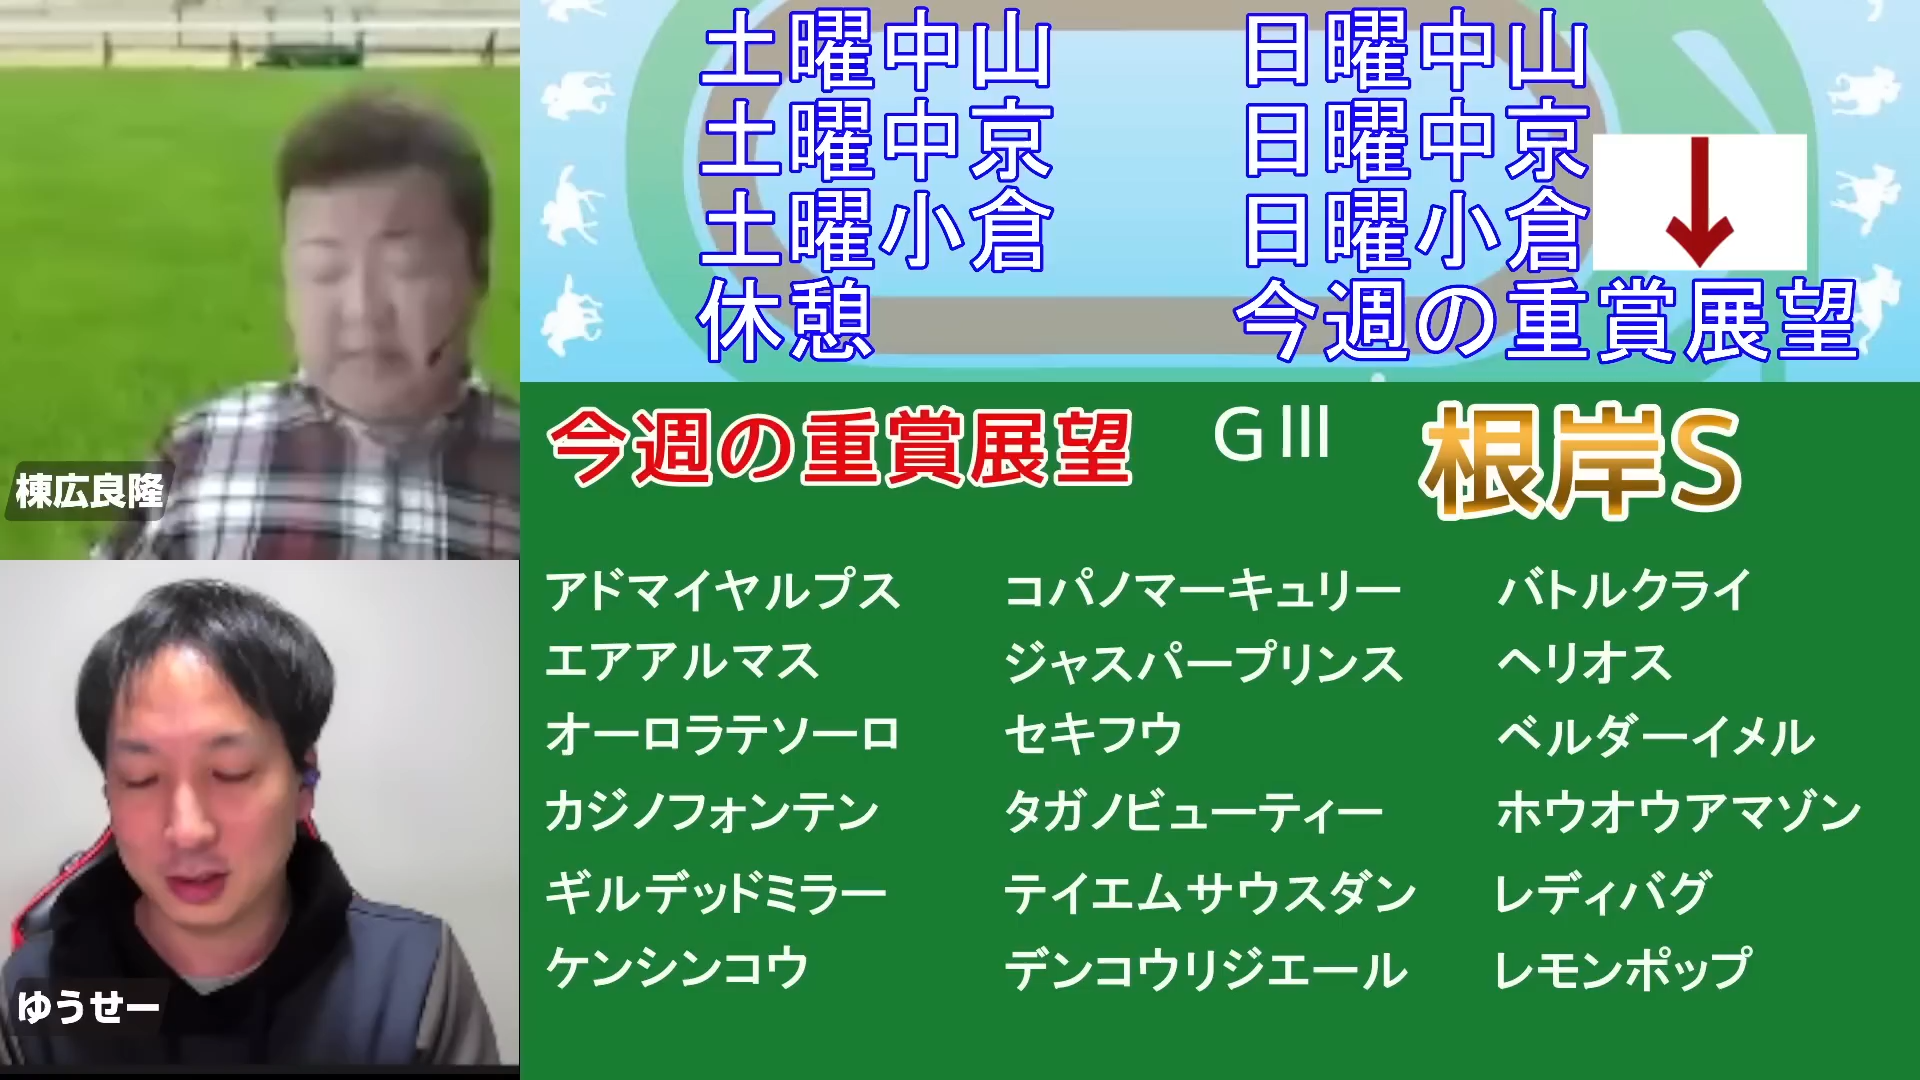 土曜中山
日曜中山
土曜中京
日曜中京
土曜小倉
日曜小倉
休憩
今週の重賞展望
今週の重賞展望
GⅢ
根岸S
棟広良隆
アドマイヤルプス
コパノマーキュリー
バトルクライ
エアアルマス
ジャスパープリンス
ヘリオス
オーロラテソーロ
セキフウ
ベルダーイメル
カジノフォンテン
タガノビューティー
ホウオウアマゾン
ギルデッドミラー
テイエムサウスダン
レディバグ
ケンシンコウ
デンコウリジエール
レモンポップ
ゆうせー